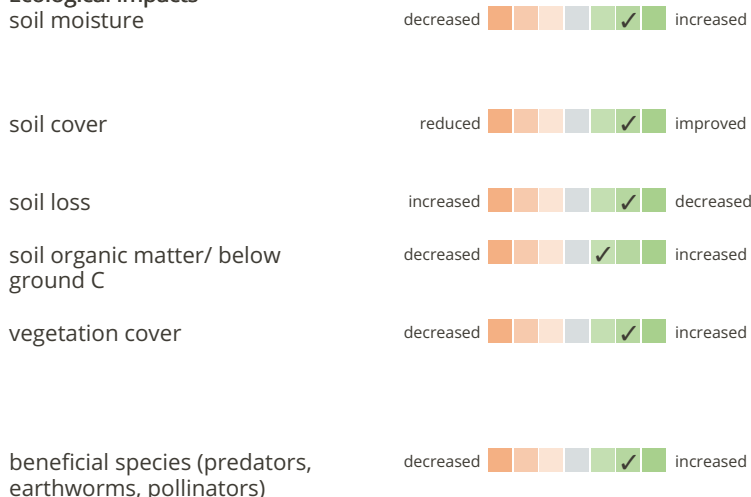 Ecological impacts
soil moisture decreased ✓ increased
soil cover reduced ✓ improved
soil loss increased ✓ decreased
soil organic matter/ below decreased ✓ increased
ground C
vegetation cover decreased ✓ increased
beneficial species (predators, decreased ✓ increased
earthworms, pollinators)